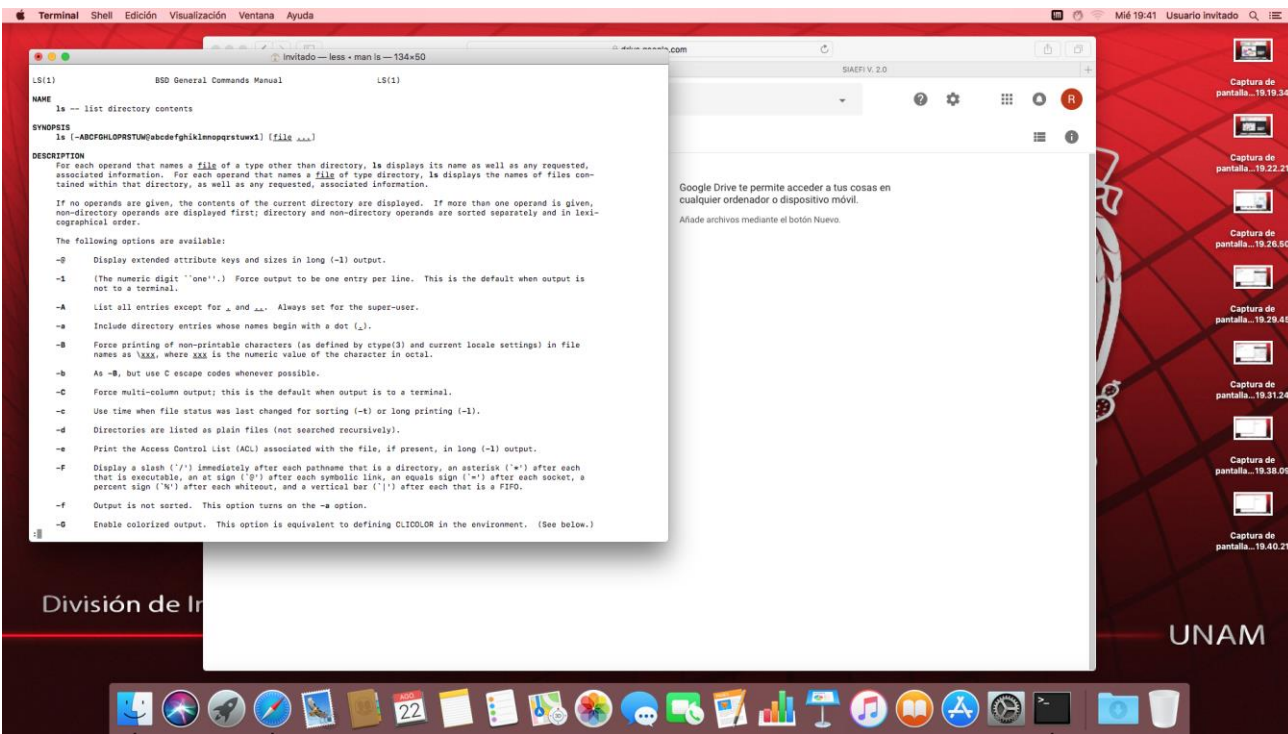 Terminal Shell Edición Visualización Ventana Ayuda
Mié 19:41 Usuario invitado
Invitado — less ◂ man ls — 134×50
LS(1) BSD General Commands Manual LS(1)
NAME
ls -- list directory contents
SYNOPSIS
ls [-ABCFGHLOPRSTUW@abcdefghiklmnopqrstuwx1] [file ...]
DESCRIPTION
For each operand that names a file of a type other than directory, ls displays its name as well as any requested,
associated information. For each operand that names a file of type directory, ls displays the names of files con-
tained within that directory, as well as any requested, associated information.
If no operands are given, the contents of the current directory are displayed. If more than one operand is given,
non-directory operands are displayed first; directory and non-directory operands are sorted separately and in lexi-
cographical order.
The following options are available:
-@ Display extended attribute keys and sizes in long (-l) output.
-1 (The numeric digit ``one''.) Force output to be one entry per line. This is the default when output is
not to a terminal.
-A List all entries except for . and ... Always set for the super-user.
-a Include directory entries whose names begin with a dot (.).
-B Force printing of non-printable characters (as defined by ctype(3) and current locale settings) in file
names as \xxx, where xxx is the numeric value of the character in octal.
-b As -B, but use C escape codes whenever possible.
-C Force multi-column output; this is the default when output is to a terminal.
-c Use time when file status was last changed for sorting (-t) or long printing (-l).
-d Directories are listed as plain files (not searched recursively).
-e Print the Access Control List (ACL) associated with the file, if present, in long (-l) output.
-F Display a slash (`/') immediately after each pathname that is a directory, an asterisk (`*') after each
that is executable, an at sign (`@') after each symbolic link, an equals sign (`=') after each socket, a
percent sign (`%') after each whiteout, and a vertical bar (`|') after each that is a FIFO.
-f Output is not sorted. This option turns on the -a option.
-G Enable colorized output. This option is equivalent to defining CLICOLOR in the environment. (See below.)
:
SIAEFI V. 2.0
R
Google Drive te permite acceder a tus cosas en
cualquier ordenador o dispositivo móvil.
Añade archivos mediante el botón Nuevo.
Captura de
pantalla...19.19.34
Captura de
pantalla...19.22.21
Captura de
pantalla...19.26.50
Captura de
pantalla...19.29.45
Captura de
pantalla...19.31.24
Captura de
pantalla...19.38.09
Captura de
pantalla...19.40.21
División de
UNAM
AGO.
22